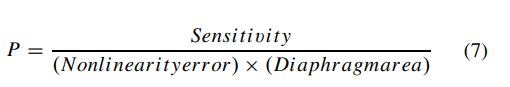 P = Sensitivity / (Nonlinearityerror) × (Diaphragmarea) (7)